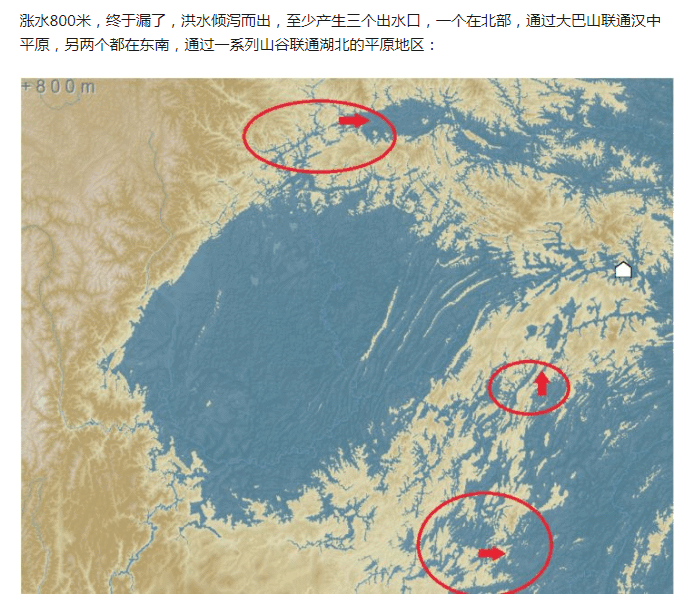 涨水800米，终于漏了，洪水倾泻而出，至少产生三个出水口，一个在北部，通过大巴山联通汉中
平原，另两个都在东南，通过一系列山谷联通湖北的平原地区：
+800m